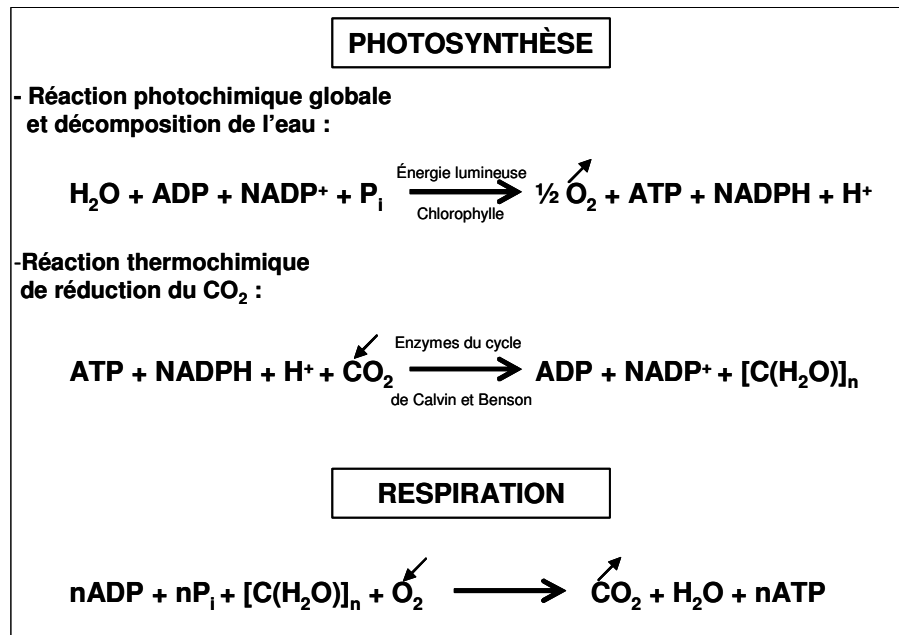 PHOTOSYNTHÈSE
- Réaction photochimique globale
et décomposition de l'eau :
Énergie lumineuse
H₂O + ADP + NADP⁺ + Pᵢ ⟶ ½ O₂ + ATP + NADPH + H⁺
Chlorophylle
-Réaction thermochimique
de réduction du CO₂ :
Enzymes du cycle
ATP + NADPH + H⁺ + CO₂ ⟶ ADP + NADP⁺ + [C(H₂O)]ₙ
de Calvin et Benson
RESPIRATION
nADP + nPᵢ + [C(H₂O)]ₙ + O₂ ⟶ CO₂ + H₂O + nATP